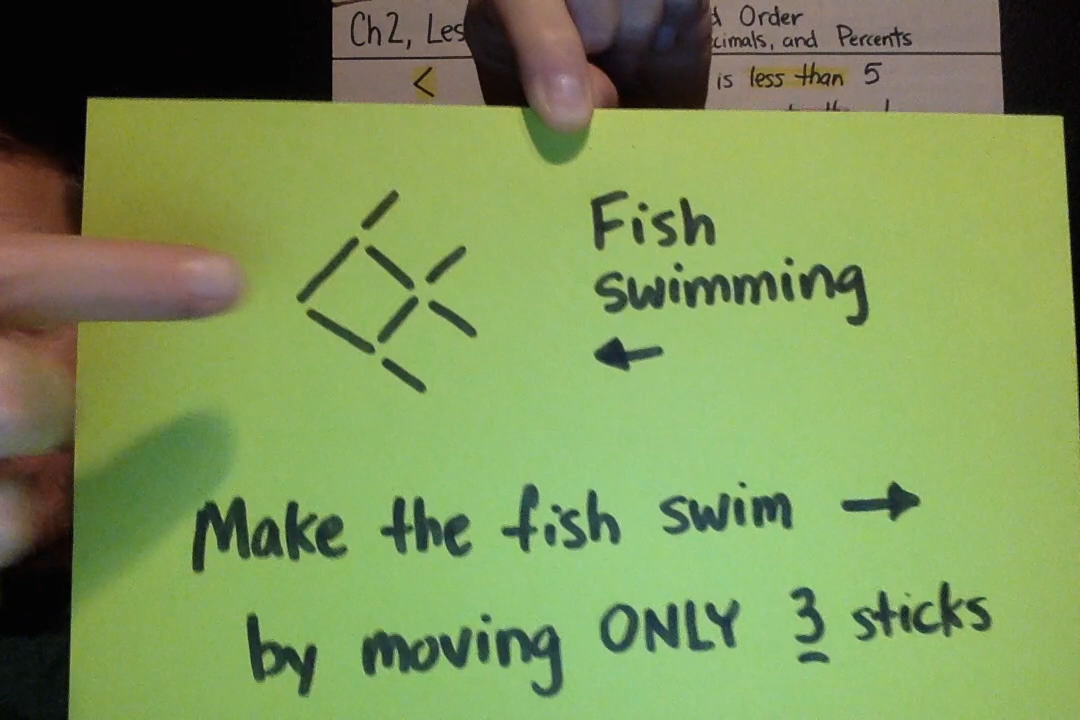 Ch2, Les
d Order
cimals, and Percents
< is less than 5
Fish
swimming
←
Make the fish swim →
by moving ONLY 3 sticks